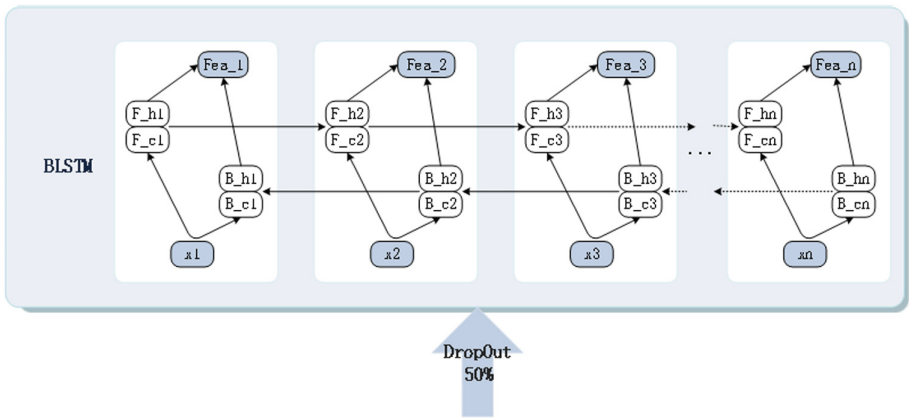 Fea_1 Fea_2 Fea_3 Fea_n
F_h1 F_h2 F_h3 F_hn
F_c1 F_c2 F_c3 ... F_cn
BLSTM
B_h1 B_h2 B_h3 B_hn
B_c1 B_c2 B_c3 B_cn
x1 x2 x3 xn
DropOut
50%